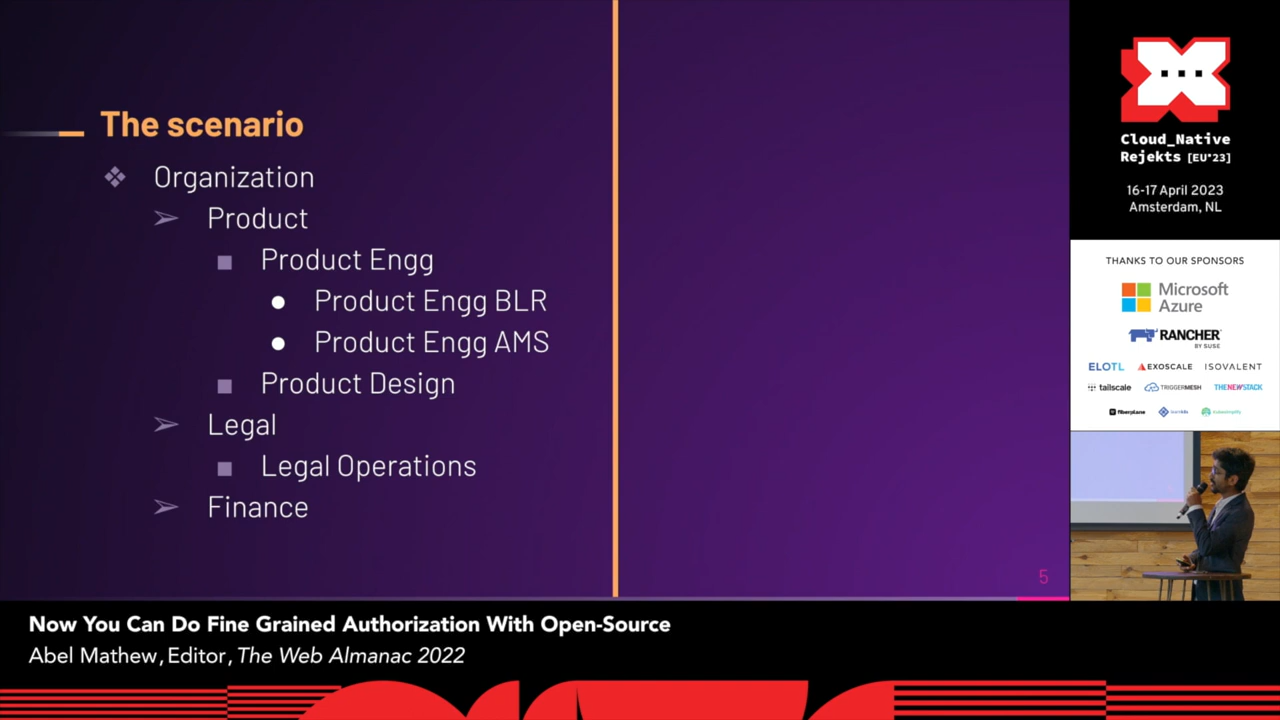 The scenario
Organization
Product
Product Engg
Product Engg BLR
Product Engg AMS
Product Design
Legal
Legal Operations
Finance
5
Cloud_Native
Rejekts [EU'23]
16-17 April 2023
Amsterdam, NL
THANKS TO OUR SPONSORS
Microsoft
Azure
RANCHER
BY SUSE
ELOTL EXOSCALE ISOVALENT
tailscale TRIGGERMESH THENEWSTACK
fiberplane
Now You Can Do Fine Grained Authorization With Open-Source
Abel Mathew, Editor, The Web Almanac 2022